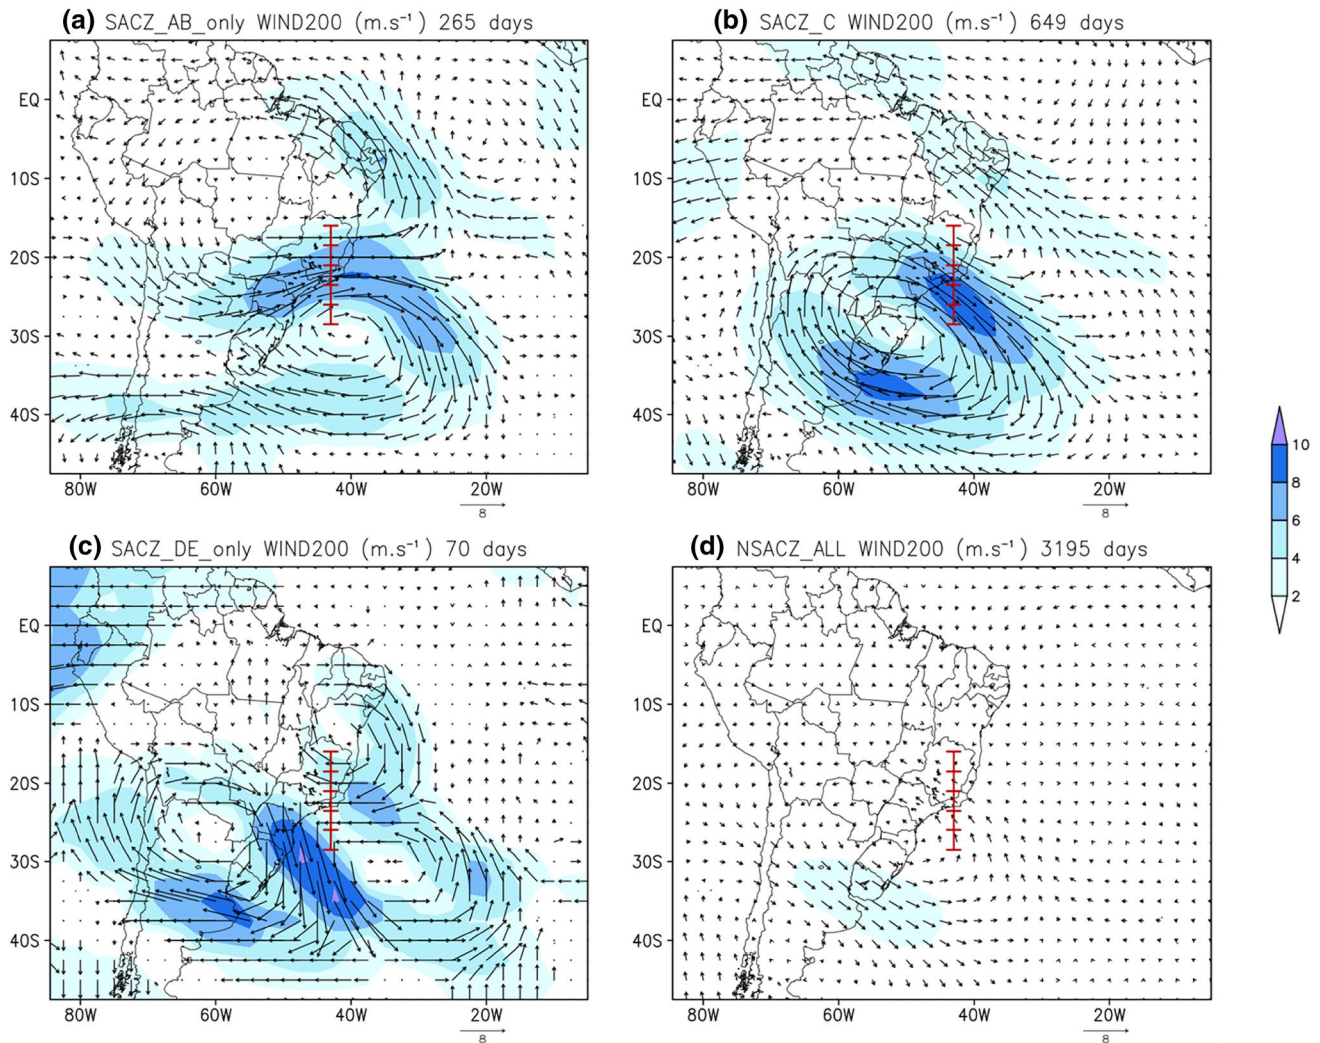 (a) SACZ_AB_only WIND200 (m.s⁻¹) 265 days
(b) SACZ_C WIND200 (m.s⁻¹) 649 days
EQ
10S
20S
30S
40S
80W 60W 40W 20W
8
EQ
10S
20S
30S
40S
80W 60W 40W 20W
8
10
8
6
4
2
(c) SACZ_DE_only WIND200 (m.s⁻¹) 70 days
(d) NSACZ_ALL WIND200 (m.s⁻¹) 3195 days
EQ
10S
20S
30S
40S
80W 60W 40W 20W
8
EQ
10S
20S
30S
40S
80W 60W 40W 20W
8